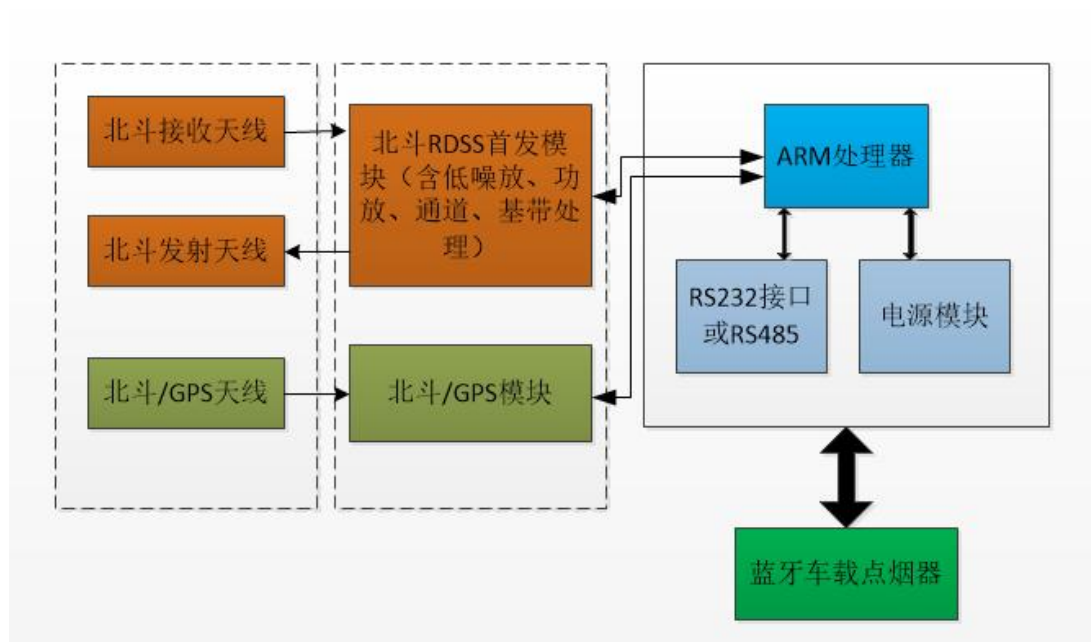 北斗接收天线
北斗RDSS首发模
块（含低噪放、功
放、通道、基带处
理）
ARM处理器
北斗发射天线
RS232接口
或RS485
电源模块
北斗/GPS天线
北斗/GPS模块
蓝牙车载点烟器